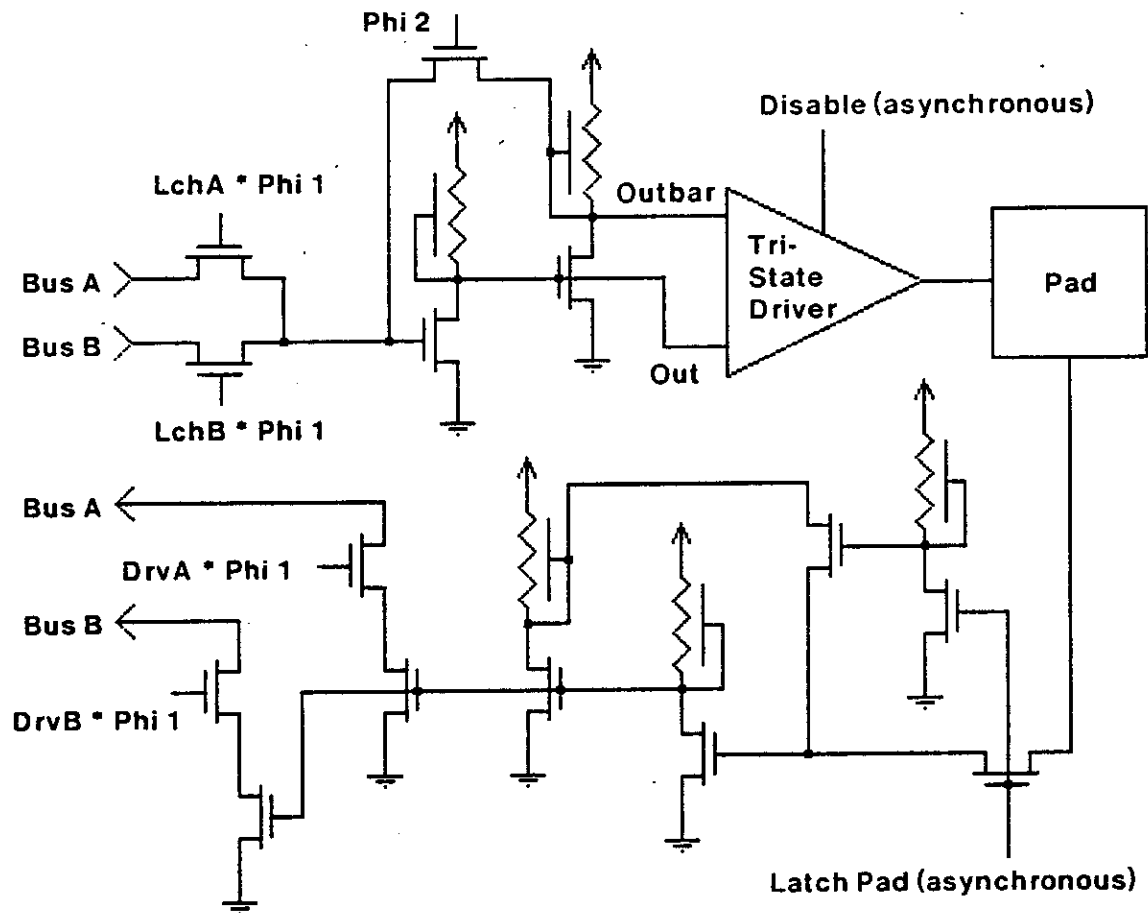 Phi 2
Disable (asynchronous)
LchA * Phi 1
Outbar
Bus A
Tri-
State
Driver
Pad
Bus B
Out
LchB * Phi 1
Bus A
DrvA * Phi 1
Bus B
DrvB * Phi 1
Latch Pad (asynchronous)